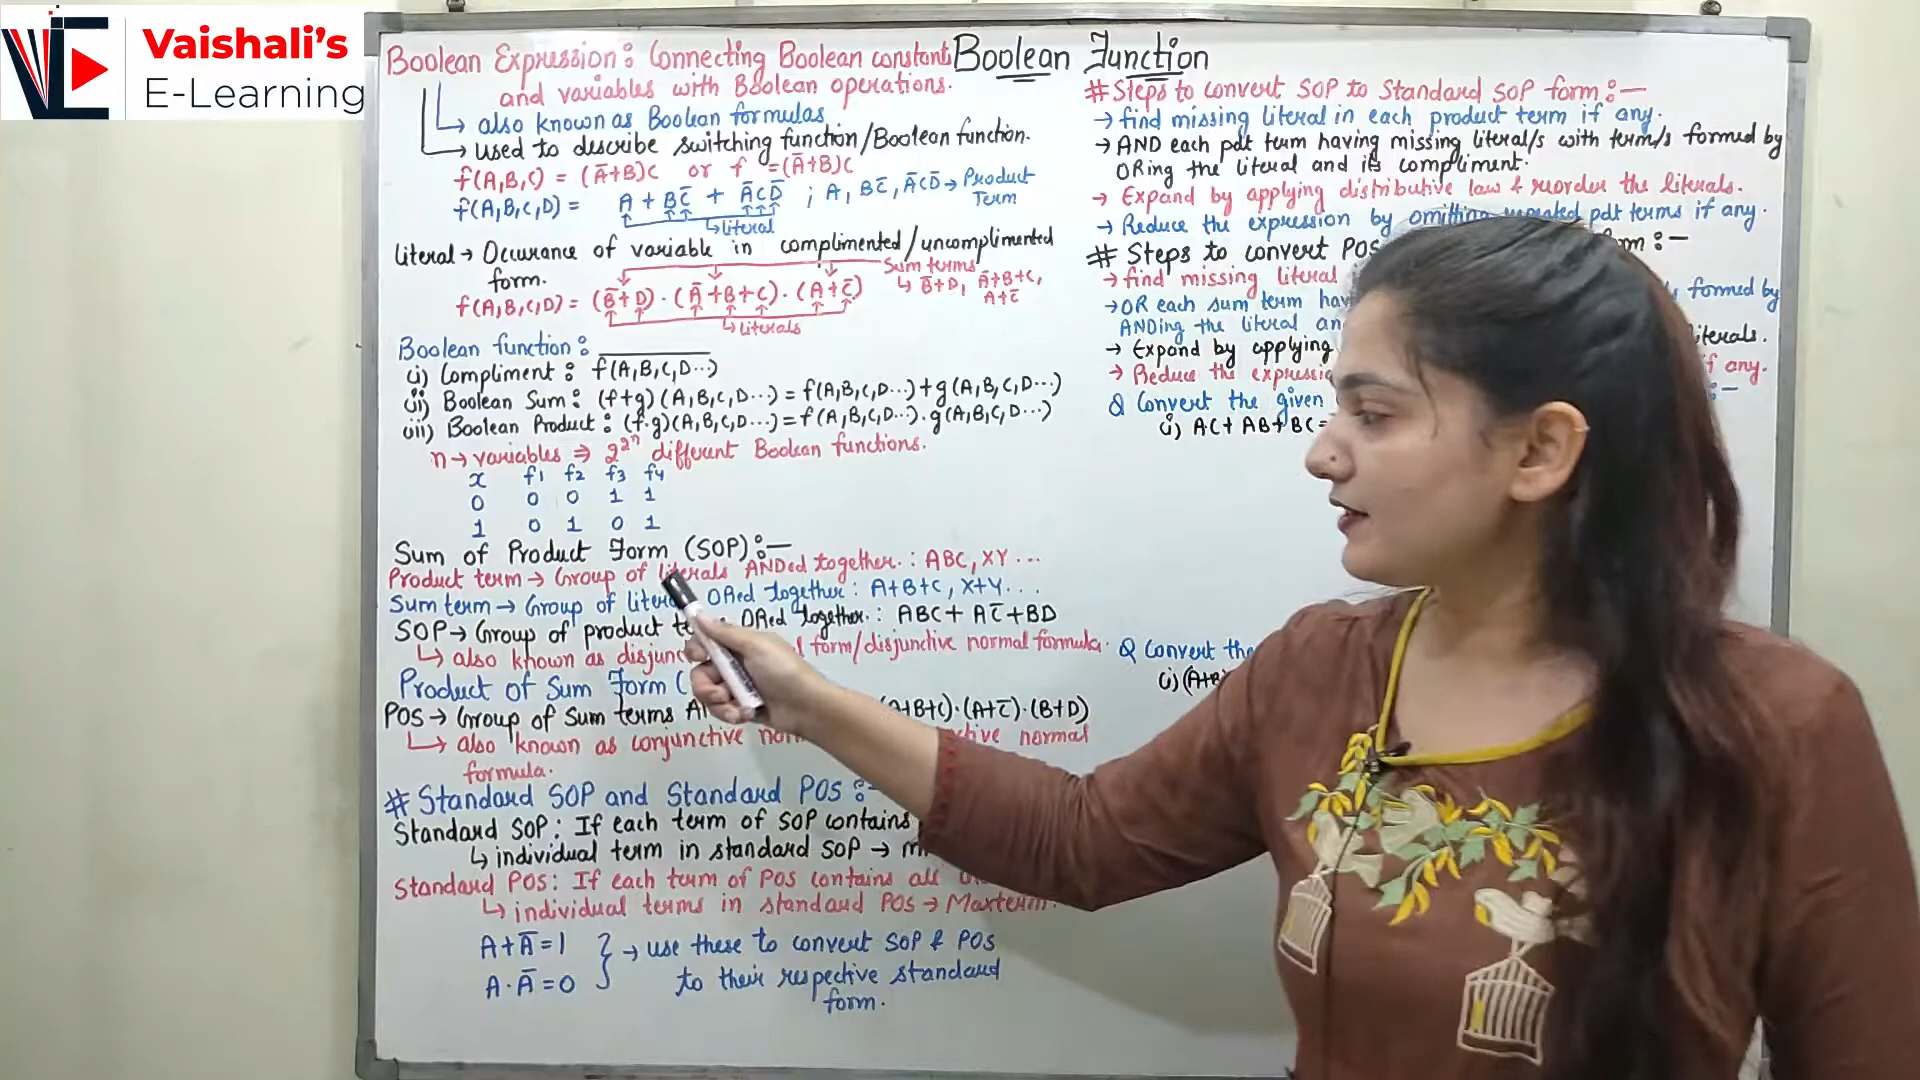 Vaishali's
E-Learning
Boolean Function
Boolean Expression: Connecting Boolean constant
and variables with Boolean operations.
↳ also known as Boolean formulas
→ used to describe switching function/Boolean function.
f(A,B,C) = (A̅+B)C or f = (A̅+B)C
f(A,B,C,D) = A + BC̅ + A̅CD̅ ; A, BC̅, A̅CD̅ → Product Term
↳ literal
literal → Occurance of variable in complimented/uncomplimented
form.
Sum terms
↳ B̅+D, A̅+B+C, A+C̅
f(A,B,C,D) = (B̅+D)·(A̅+B+C)·(A+C̅)
↳ literals
Boolean function:
(i) Compliment: f(A,B,C,D...)̅
(ii) Boolean Sum: (f+g)(A,B,C,D...) = f(A,B,C,D...)+g(A,B,C,D...)
(iii) Boolean Product: (f·g)(A,B,C,D...) = f(A,B,C,D...)·g(A,B,C,D...)
n → variables ⇒ 2^2^n different Boolean functions.
x f1 f2 f3 f4
0 0 0 1 1
1 0 1 0 1
Sum of Product Form (SOP):—
Product term → Group of literals ANDed together.: ABC, XY...
Sum term → Group of ORed together: A+B+C, X+Y...
SOP → Group of product ORed together.: ABC + AC̅ + BD
↳ also known as form/disjunctive normal formula.
Product of Sum Form (
POS → Group of Sum terms (A+B+C)·(A+C̅)·(B+D)
↳ also known as conjunctive normal
formula.
# Standard SOP and Standard POS:-
Standard SOP: If each term of SOP contains
↳ individual term in standard SOP →
Standard POS: If each term of POS contains all
↳ individual terms in standard POS → Maxterm.
A+A̅=1 } → use these to convert SOP & POS
A·A̅=0 to their respective standard
form.
# Steps to convert SOP to Standard SOP form:—
→ find missing literal in each product term if any.
→ AND each pdt term having missing literal/s with term/s formed by
ORing the literal and its compliment.
→ Expand by applying distributive law & reorder the literals.
→ Reduce the expression by omitting repeated pdt terms if any.
# Steps to convert POS :—
→ find missing literal
→ OR each sum term formed by
ANDing the literal
→ Expand by applying literals.
→ Reduce the if any.
Q Convert the given :—
(i) AC+AB+BC=
Q Convert the
(i)